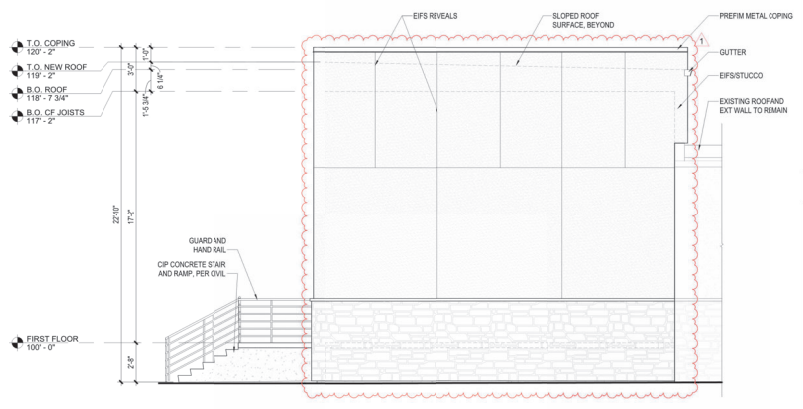 EIFS REVEALS
SLOPED ROOF
SURFACE, BEYOND
PREFIM METAL COPING
1
T.O. COPING
120' - 2"
GUTTER
T.O. NEW ROOF
119' - 2"
1'-0"
3'-0"
6 1/4"
EIFS/STUCCO
B.O. ROOF
118' - 7 3/4"
1'-5 3/4"
EXISTING ROOFAND
EXT WALL TO REMAIN
B.O. CF JOISTS
117' - 2"
22'-10"
GUARD AND
HAND RAIL
CIP CONCRETE STAIR
AND RAMP, PER CIVIL
FIRST FLOOR
100' - 0"
2'-8"